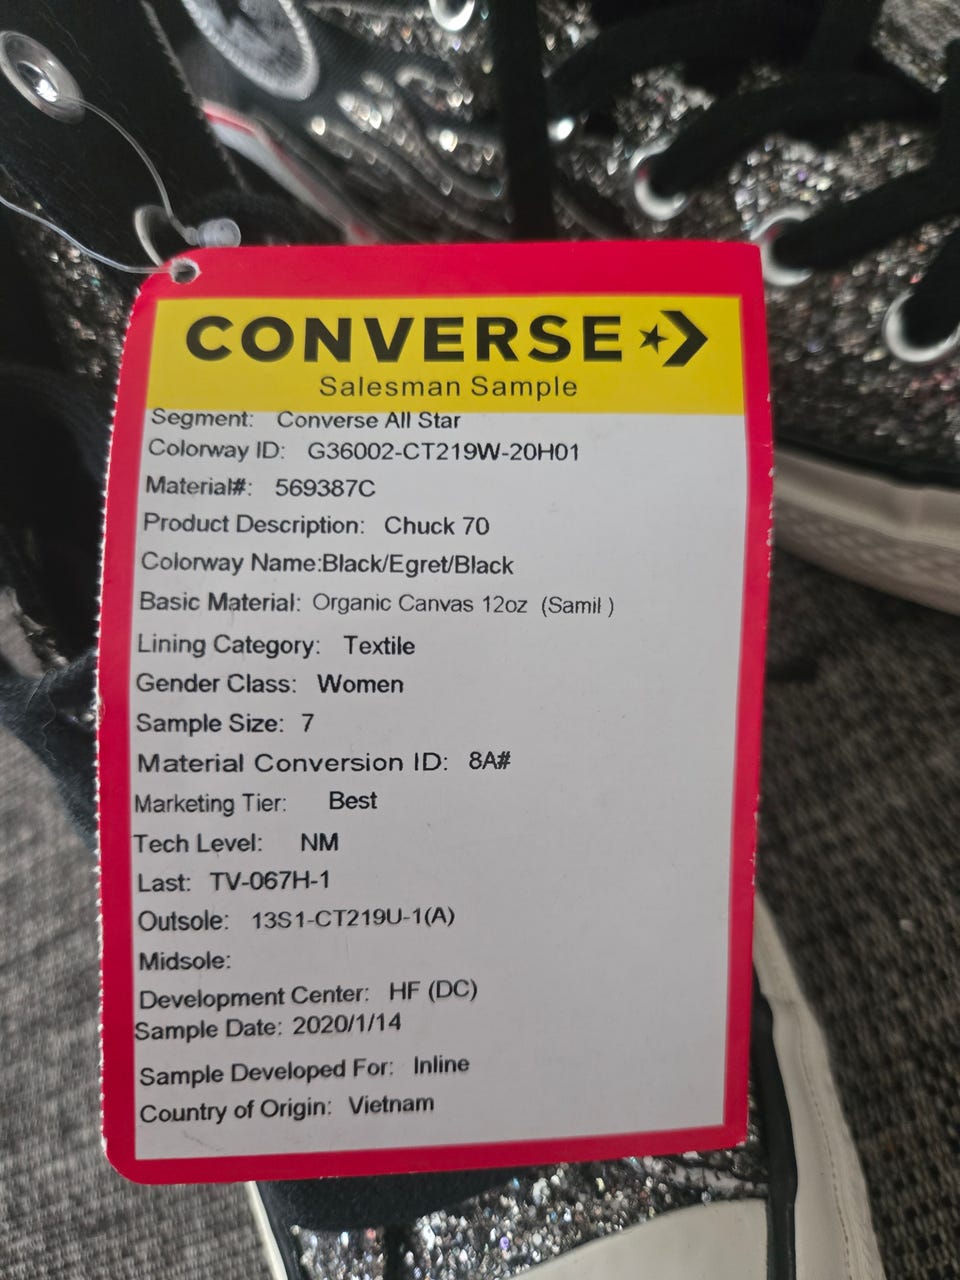 CONVERSE
Salesman Sample
Segment: Converse All Star
Colorway ID: G36002-CT219W-20H01
Material#: 569387C
Product Description: Chuck 70
Colorway Name:Black/Egret/Black
Basic Material: Organic Canvas 12oz (Samil )
Lining Category: Textile
Gender Class: Women
Sample Size: 7
Material Conversion ID: 8A#
Marketing Tier: Best
Tech Level: NM
Last: TV-067H-1
Outsole: 13S1-CT219U-1(A)
Midsole:
Development Center: HF (DC)
Sample Date: 2020/1/14
Sample Developed For: Inline
Country of Origin: Vietnam